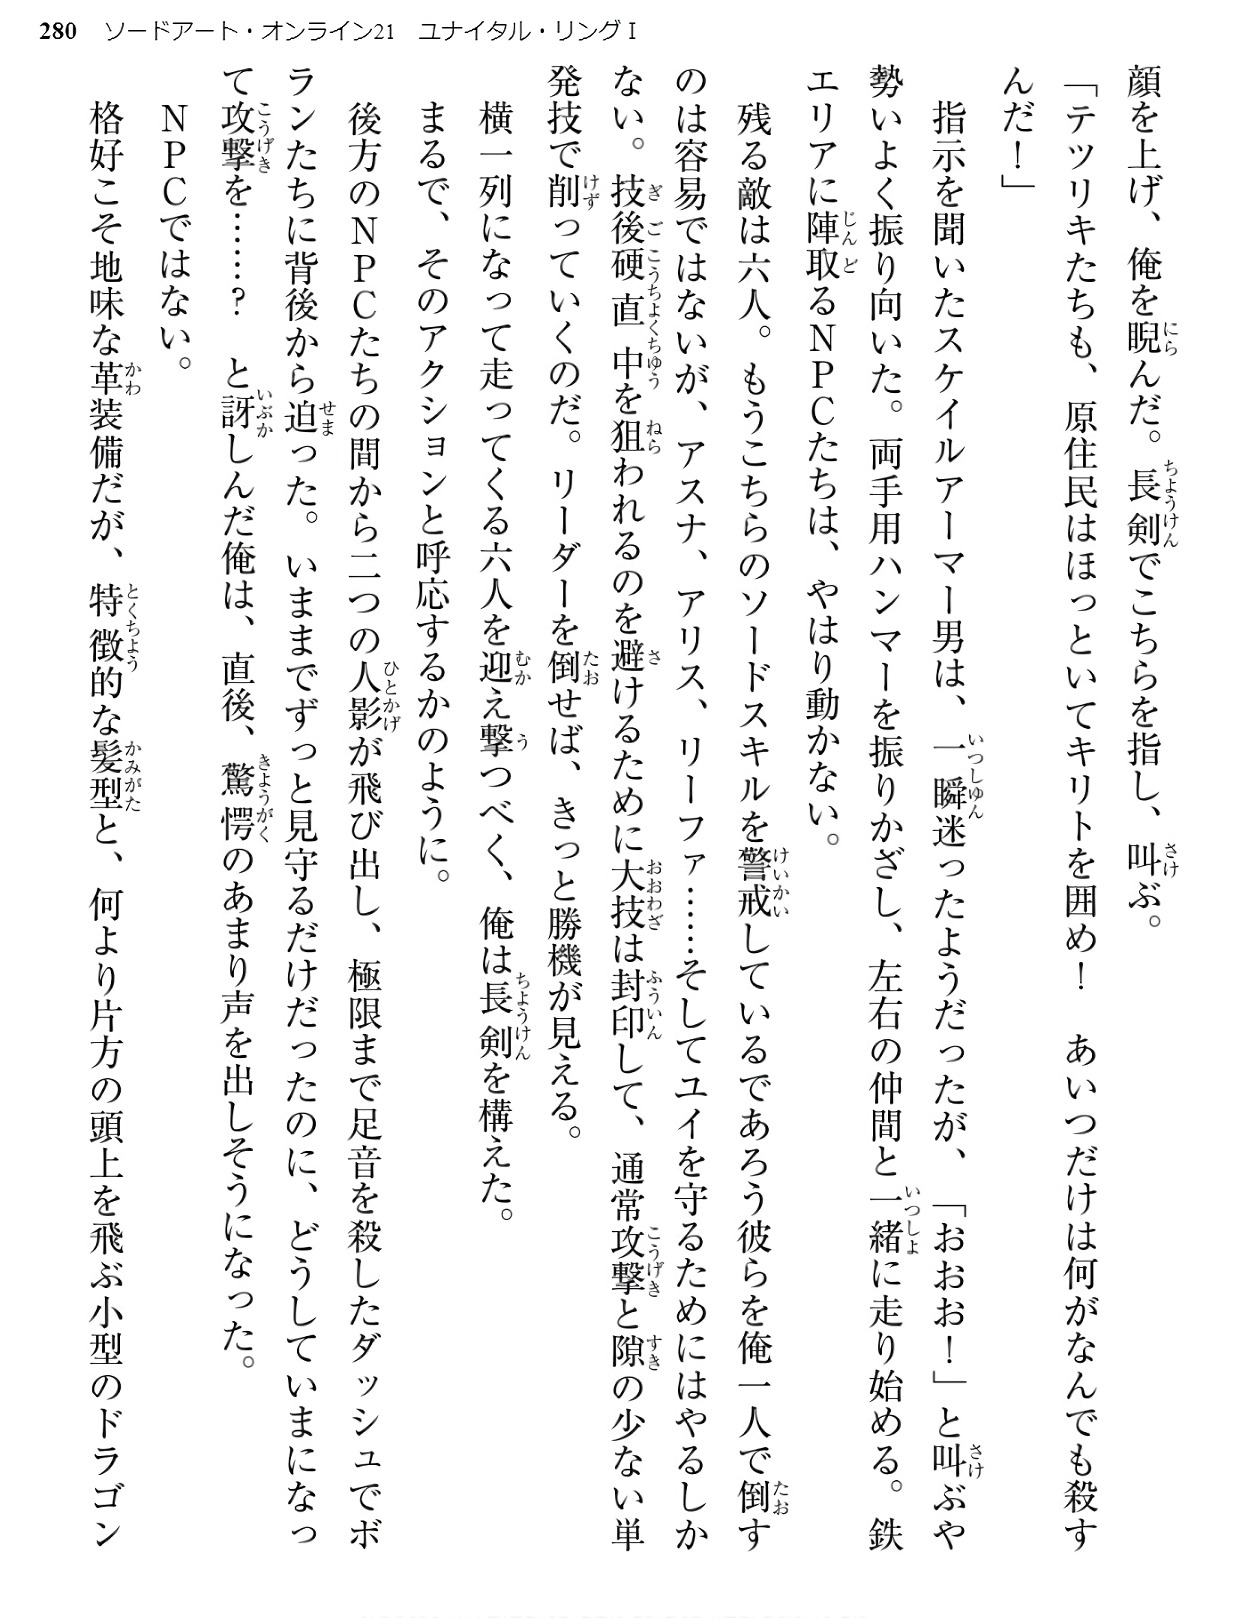 280 ソードアート・オンライン21 ユナイタル・リングⅠ
顔を上げ、俺を睨んだ。長剣でこちらを指し、叫ぶ。
「テツリキたちも、原住民はほっといてキリトを囲め！　あいつだけは何がなんでも殺す
んだ！」
　指示を聞いたスケイルアーマー男は、一瞬迷ったようだったが、「おおお！」と叫ぶや
勢いよく振り向いた。両手用ハンマーを振りかざし、左右の仲間と一緒に走り始める。鉄
エリアに陣取るＮＰＣたちは、やはり動かない。
　残る敵は六人。もうこちらのソードスキルを警戒しているであろう彼らを俺一人で倒す
のは容易ではないが、アスナ、アリス、リーファ……そしてユイを守るためにはやるしか
ない。技後硬直中を狙われるのを避けるために大技は封印して、通常攻撃と隙の少ない単
発技で削っていくのだ。リーダーを倒せば、きっと勝機が見える。
　横一列になって走ってくる六人を迎え撃つべく、俺は長剣を構えた。
　まるで、そのアクションと呼応するかのように。
　後方のＮＰＣたちの間から二つの人影が飛び出し、極限まで足音を殺したダッシュでボ
ランたちに背後から迫った。いままでずっと見守るだけだったのに、どうしていまになっ
て攻撃を……？　と訝しんだ俺は、直後、驚愕のあまり声を出しそうになった。
　ＮＰＣではない。
　格好こそ地味な革装備だが、特徴的な髪型と、何より片方の頭上を飛ぶ小型のドラゴン